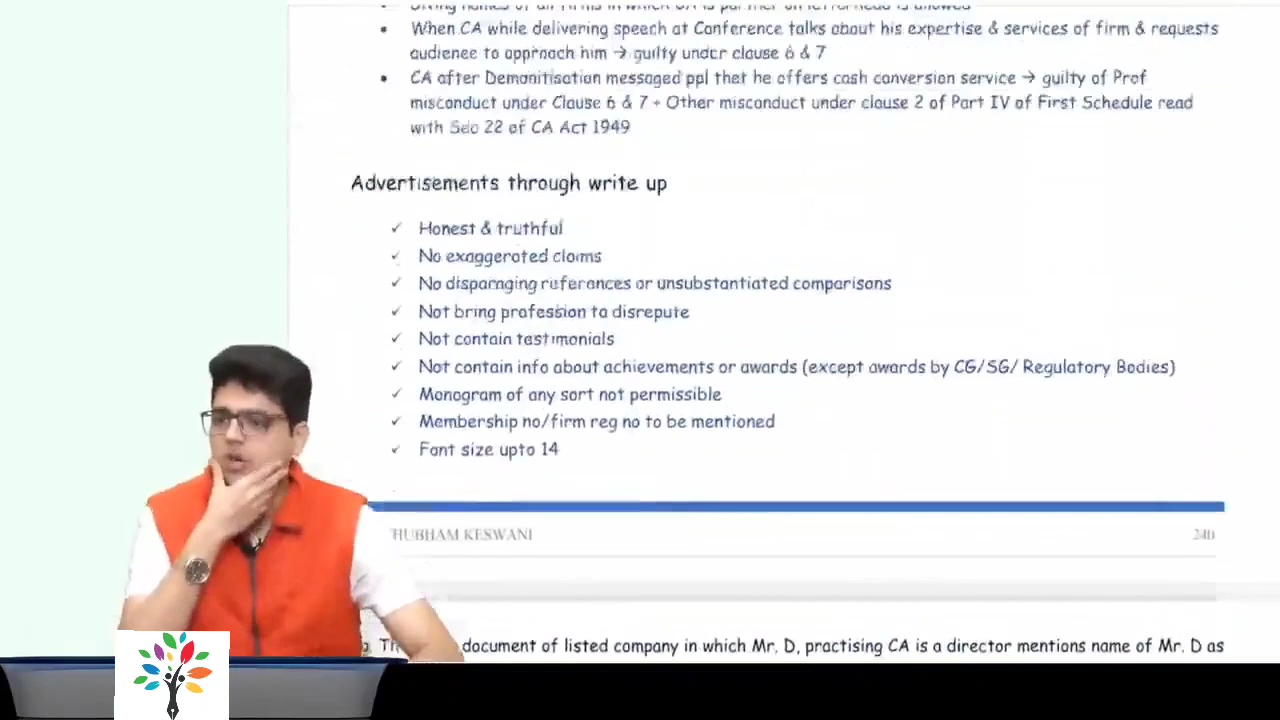 When CA while delivering speech at Conference talks about his expertise & services of firm & requests
audience to approach him → guilty under clause 6 & 7
CA after Demonitisation messaged ppl that he offers cash conversion service → guilty of Prof
misconduct under Clause 6 & 7 + Other misconduct under clause 2 of Part IV of First Schedule read
with Sec 22 of CA Act 1949
Advertisements through write up
✓ Honest & truthful
✓ No exaggerated claims
✓ No disparaging references or unsubstantiated comparisons
✓ Not bring profession to disrepute
✓ Not contain testimonials
✓ Not contain info about achievements or awards (except awards by CG/SG/ Regulatory Bodies)
✓ Monogram of any sort not permissible
✓ Membership no/firm reg no to be mentioned
✓ Font size upto 14
HUBHAM KESWANI
document of listed company in which Mr. D, practising CA is a director mentions name of Mr. D as